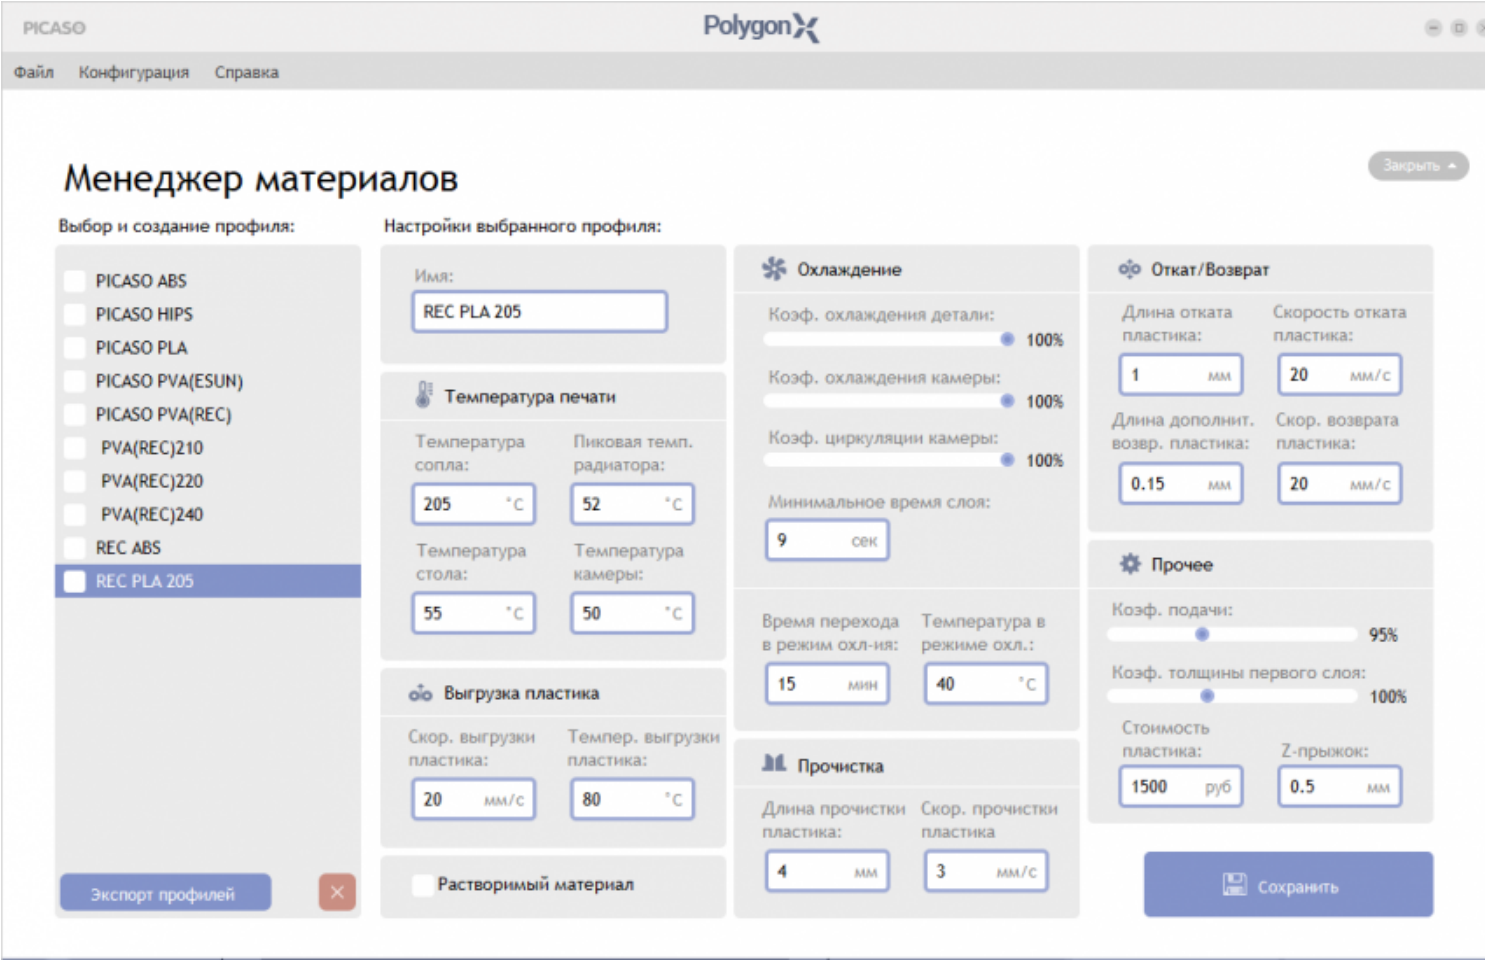 PICASO
Polygon X
Файл Конфигурация Справка
Менеджер материалов
Закрыть
Выбор и создание профиля:
PICASO ABS
PICASO HIPS
PICASO PLA
PICASO PVA(ESUN)
PICASO PVA(REC)
PVA(REC)210
PVA(REC)220
PVA(REC)240
REC ABS
REC PLA 205
Экспорт профилей
Настройки выбранного профиля:
Имя:
REC PLA 205
Температура печати
Температура
сопла:
205 °C
Пиковая темп.
радиатора:
52 °C
Температура
стола:
55 °C
Температура
камеры:
50 °C
Выгрузка пластика
Скор. выгрузки
пластика:
20 мм/с
Темпер. выгрузки
пластика:
80 °C
Растворимый материал
Охлаждение
Коэф. охлаждения детали:
100%
Коэф. охлаждения камеры:
100%
Коэф. циркуляции камеры:
100%
Минимальное время слоя:
9 сек
Время перехода
в режим охл-ия:
15 мин
Температура в
режиме охл.:
40 °C
Прочистка
Длина прочистки
пластика:
4 мм
Скор. прочистки
пластика
3 мм/с
Откат/Возврат
Длина отката
пластика:
1 мм
Скорость отката
пластика:
20 мм/с
Длина дополнит.
возвр. пластика:
0.15 мм
Скор. возврата
пластика:
20 мм/с
Прочее
Коэф. подачи:
95%
Коэф. толщины первого слоя:
100%
Стоимость
пластика:
1500 руб
Z-прыжок:
0.5 мм
Сохранить